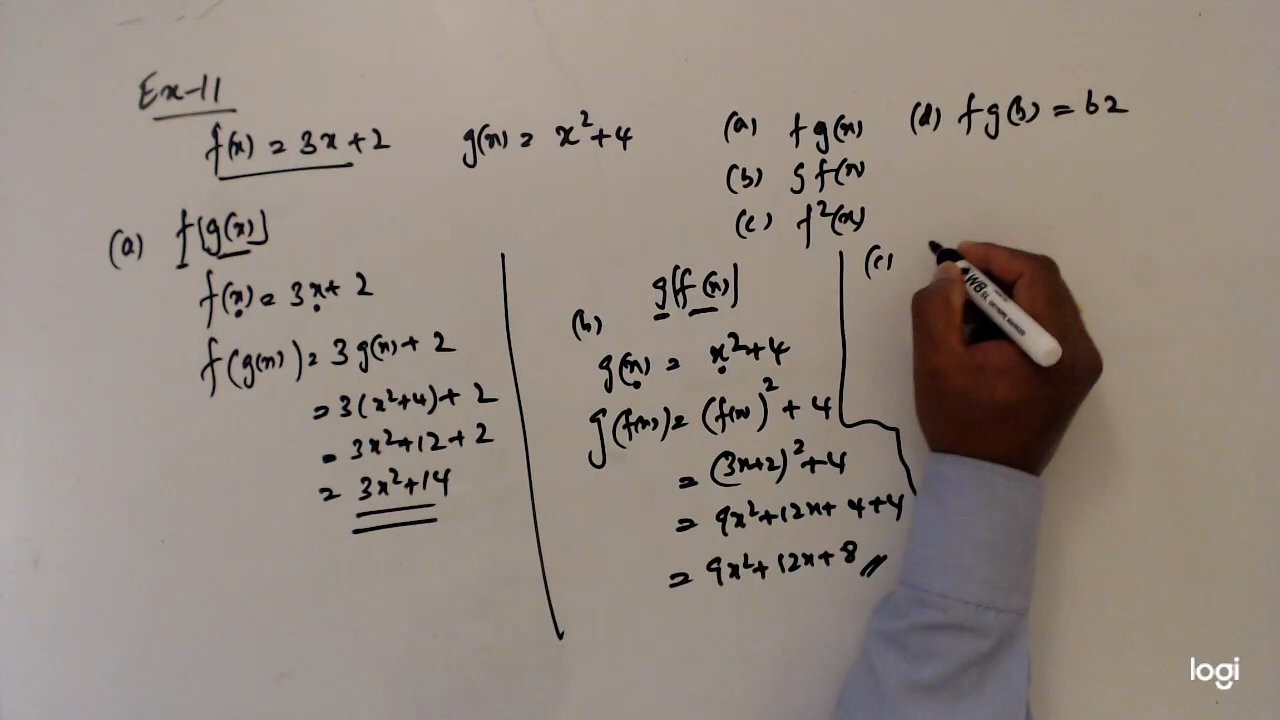 Ex-11
f(x) = 3x+2 g(x) = x²+4 (a) fg(x) (d) fg(b) = 62
(b) gf(x)
(c) f²(x)
(a) f[g(x)]
f(x) = 3x+2
f(g(x)) = 3g(x)+2
= 3(x²+4)+2
= 3x²+12+2
= 3x²+14
(b) g[f(x)]
g(x) = x²+4
g(f(x)) = (f(x))²+4
= (3x+2)²+4
= 9x²+12x+4+4
= 9x²+12x+8
(c)
WB
logi